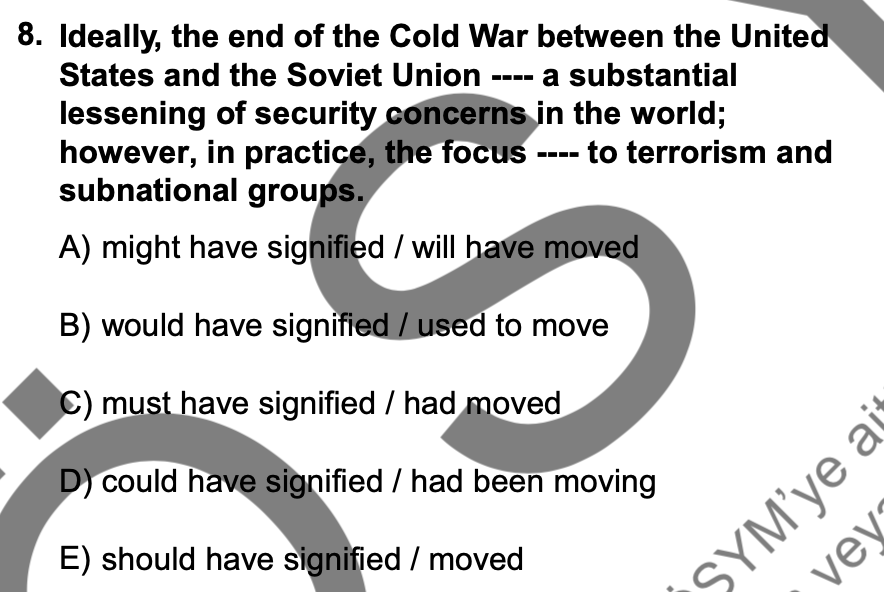 8. Ideally, the end of the Cold War between the United
States and the Soviet Union ---- a substantial
lessening of security concerns in the world;
however, in practice, the focus ---- to terrorism and
subnational groups.
A) might have signified / will have moved
B) would have signified / used to move
C) must have signified / had moved
D) could have signified / had been moving
E) should have signified / moved
SYM'ye ait